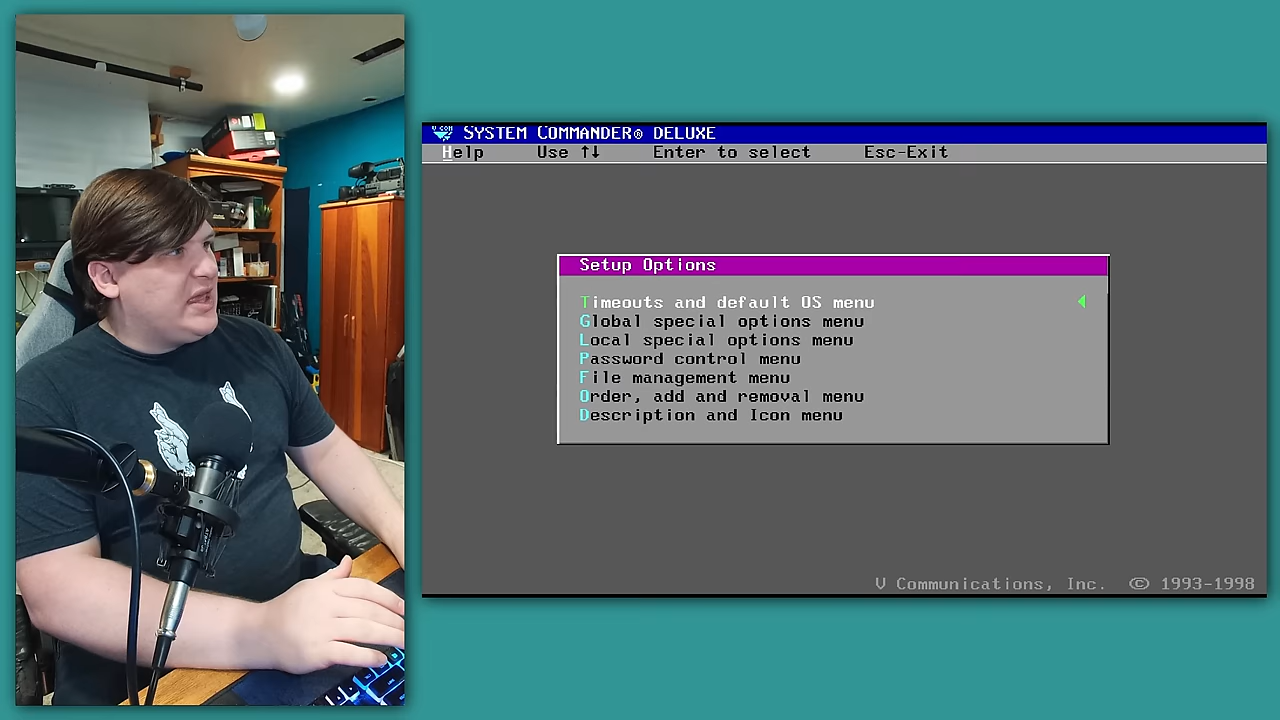 V COM
SYSTEM COMMANDER® DELUXE
Help Use ↑↓ Enter to select Esc-Exit
Setup Options
Timeouts and default OS menu
Global special options menu
Local special options menu
Password control menu
File management menu
Order, add and removal menu
Description and Icon menu
V Communications, Inc. © 1993-1998